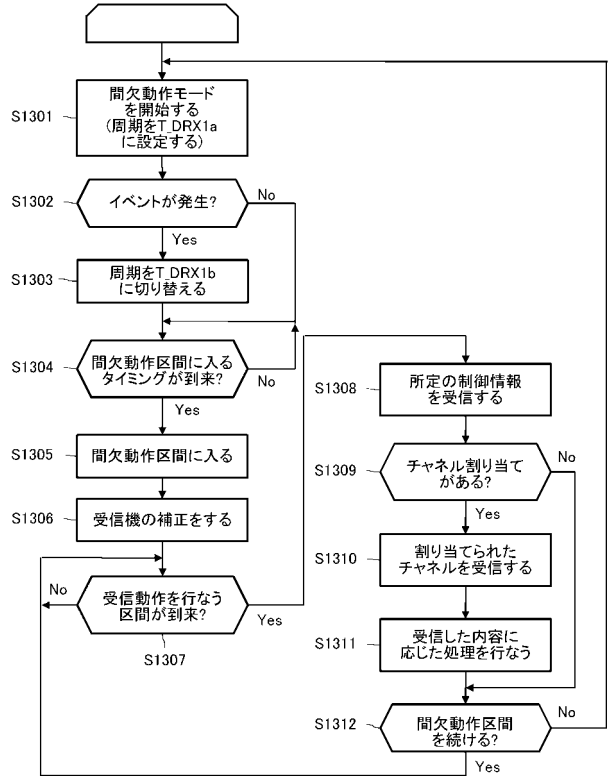 S1301
間欠動作モード
を開始する
(周期をT_DRX1a
に設定する)
S1302
イベントが発生?
No
Yes
S1303
周期をT_DRX1b
に切り替える
S1304
間欠動作区間に入る
タイミングが到来?
No
Yes
S1305
間欠動作区間に入る
S1306
受信機の補正をする
No
受信動作を行なう
区間が到来?
Yes
S1307
S1308
所定の制御情報
を受信する
S1309
チャネル割り当て
がある?
No
Yes
S1310
割り当てられた
チャネルを受信する
S1311
受信した内容に
応じた処理を行なう
S1312
間欠動作区間
を続ける?
No
Yes